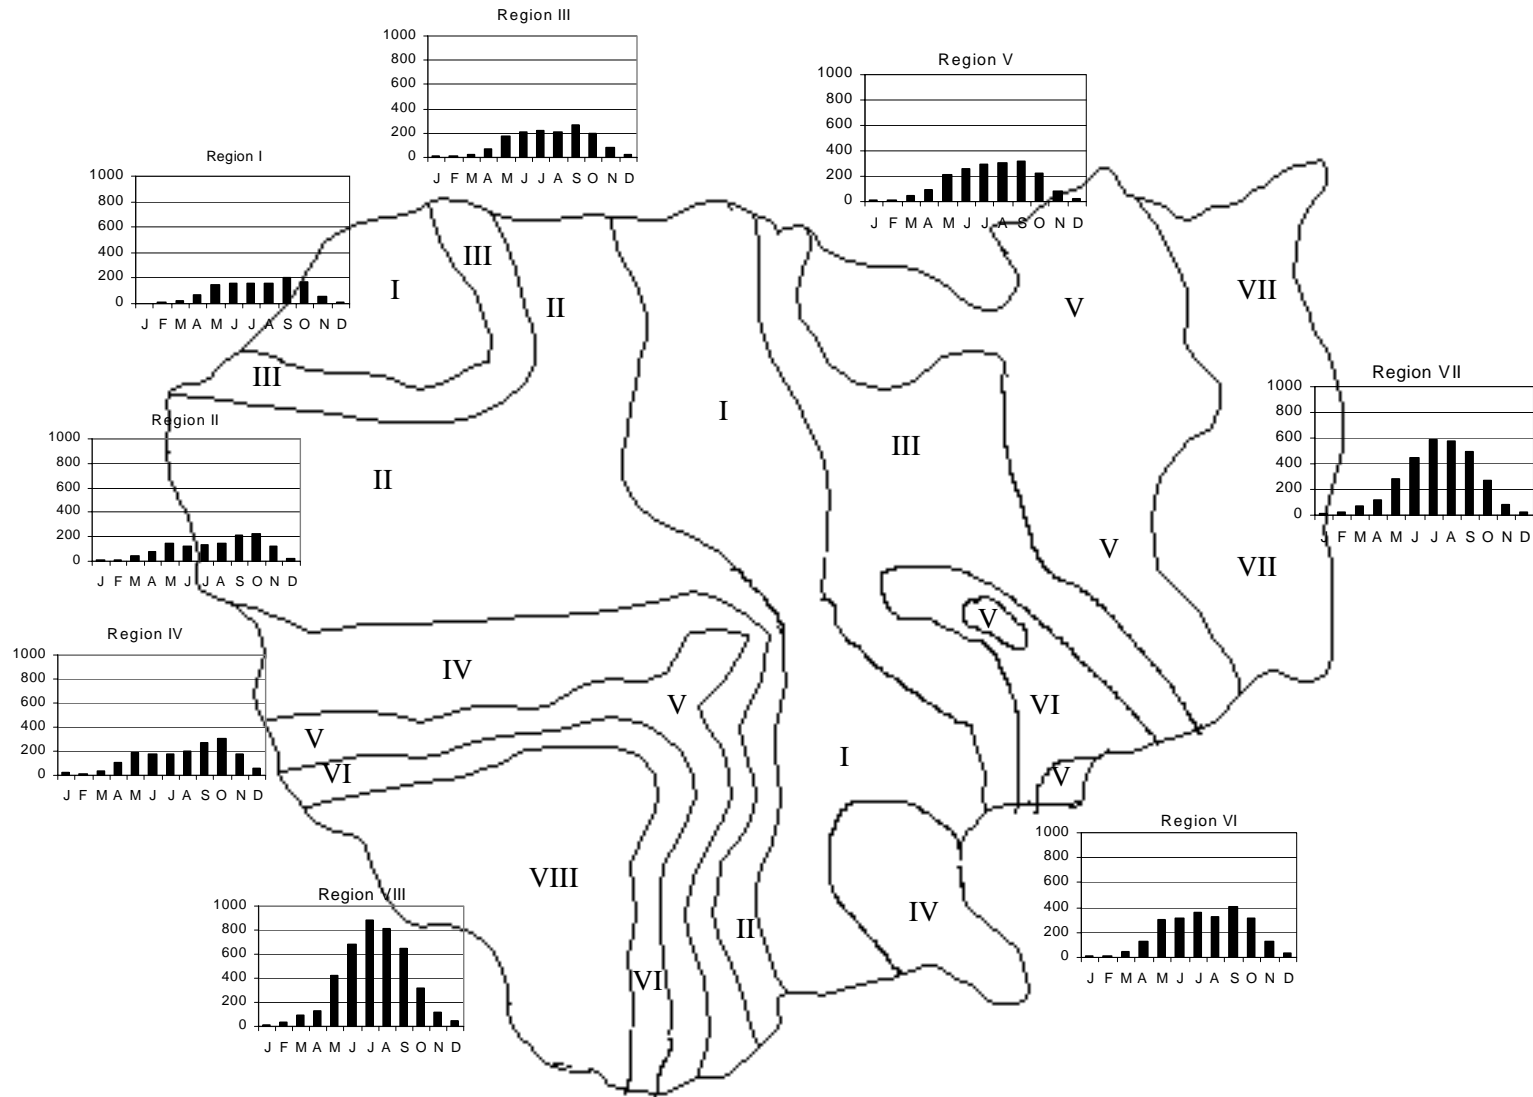 Region III
1000
800
600
400
200
0
J F M A M J J A S O N D
Region V
1000
800
600
400
200
0
J F M A M J J A S O N D
Region I
1000
800
600
400
200
0
J F M A M J J A S O N D
III
I
II
V
VII
III
Region VII
1000
800
600
400
200
0
J F M A M J J A S O N D
I
Region II
1000
800
600
400
200
0
J F M A M J J A S O N D
II
III
V
VII
V
Region IV
1000
800
600
400
200
0
J F M A M J J A S O N D
IV
V
VI
V
VI
I
V
Region VI
1000
800
600
400
200
0
J F M A M J J A S O N D
VIII
Region VIII
1000
800
600
400
200
0
J F M A M J J A S O N D
II
IV
VI